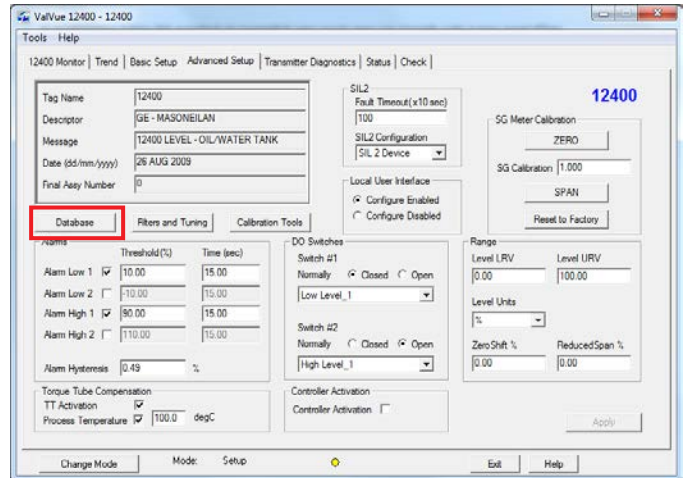 ValVue 12400 - 12400
Tools Help
12400 Monitor Trend Basic Setup Advanced Setup Transmitter Diagnostics Status Check
Tag Name 12400
Descriptor GE - MASONEILAN
Message 12400 LEVEL - OIL/WATER TANK
Date (dd/mm/yyyy) 26 AUG 2009
Final Assy Number 0
SIL2
Fault Timeout(x10 sec)
100
SIL2 Configuration
SIL 2 Device
Local User Interface
Configure Enabled
Configure Disabled
12400
SG Meter Calibration
ZERO
SG Calibration 1.000
SPAN
Reset to Factory
Database Filters and Tuning Calibration Tools
Alarms
Threshold(%) Time (sec)
Alarm Low 1 10.00 15.00
Alarm Low 2 -10.00 15.00
Alarm High 1 90.00 15.00
Alarm High 2 110.00 15.00
Alarm Hysteresis 0.49 %
DO Switches
Switch #1
Normally Closed Open
Low Level_1
Switch #2
Normally Closed Open
High Level_1
Range
Level LRV Level URV
0.00 100.00
Level Units
%
ZeroShift % ReducedSpan %
0.00 0.00
Torque Tube Compensation
TT Activation
Process Temperature 100.0 degC
Controller Activation
Controller Activation
Apply
Change Mode Mode: Setup Exit Help